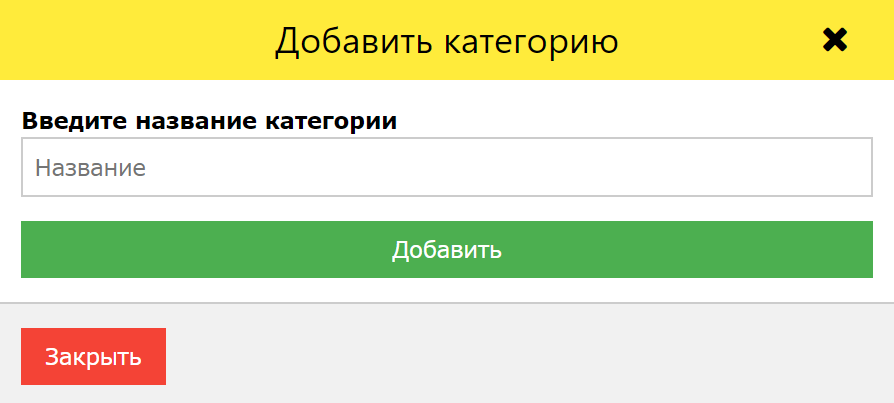 Добавить категорию
Введите название категории
Название
Добавить
Закрыть